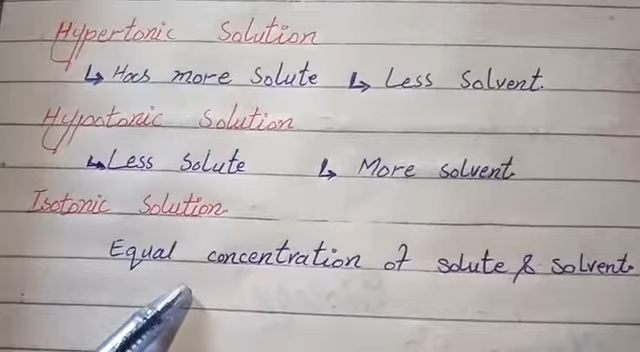 Hypertonic Solution
↳ Has more Solute ↳ Less Solvent.
Hypotonic Solution
↳ Less Solute ↳ More solvent
Isotonic Solution
Equal concentration of solute & solvent.